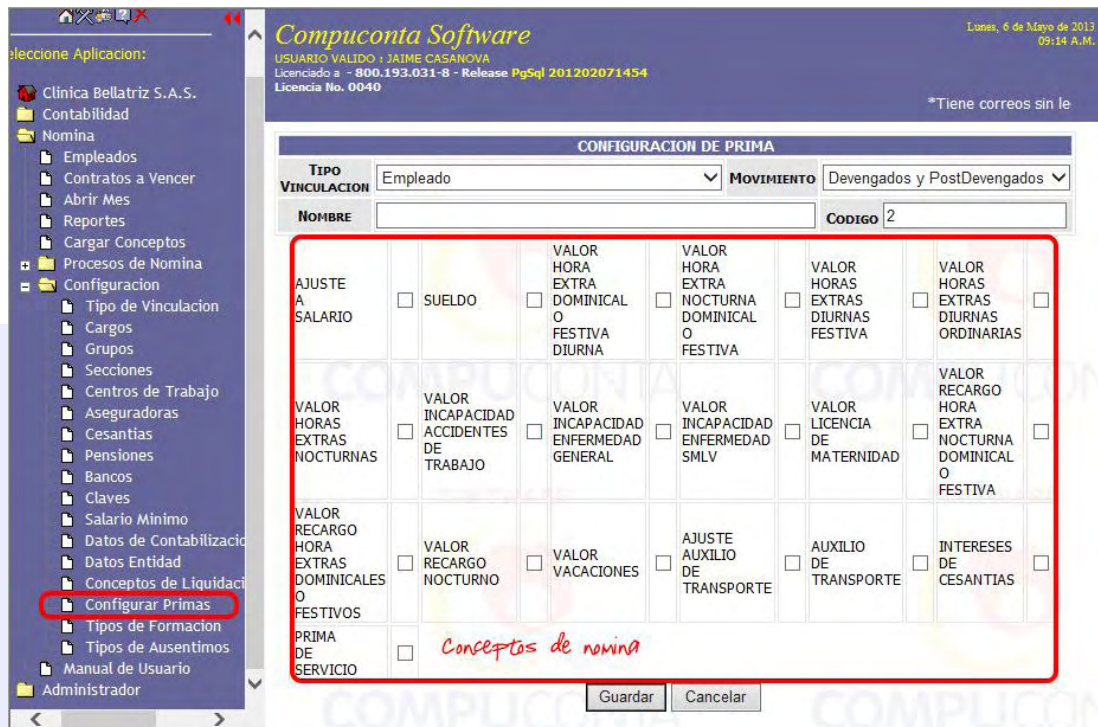 eleccione Aplicacion:
Clinica Bellatriz S.A.S.
Contabilidad
Nomina
Empleados
Contratos a Vencer
Abrir Mes
Reportes
Cargar Conceptos
Procesos de Nomina
Configuracion
Tipo de Vinculacion
Cargos
Grupos
Secciones
Centros de Trabajo
Aseguradoras
Cesantias
Pensiones
Bancos
Claves
Salario Minimo
Datos de Contabilizacio
Datos Entidad
Conceptos de Liquidaci
Configurar Primas
Tipos de Formacion
Tipos de Ausentimos
Manual de Usuario
Administrador
Compuconta Software
USUARIO VALIDO : JAIME CASANOVA
Licenciado a - 800.193.031-8 - Release PgSql 201202071454
Licencia No. 0040
Lunes, 6 de Mayo de 2013
09:14 A.M.
*Tiene correos sin le
CONFIGURACION DE PRIMA
TIPO VINCULACION Empleado MOVIMIENTO Devengados y PostDevengados
NOMBRE CODIGO 2
AJUSTE A SALARIO
SUELDO
VALOR HORA EXTRA DOMINICAL O FESTIVA DIURNA
VALOR HORA EXTRA NOCTURNA DOMINICAL O FESTIVA
VALOR HORAS EXTRAS DIURNAS FESTIVA
VALOR HORAS EXTRAS DIURNAS ORDINARIAS
VALOR HORAS EXTRAS NOCTURNAS
VALOR INCAPACIDAD ACCIDENTES DE TRABAJO
VALOR INCAPACIDAD ENFERMEDAD GENERAL
VALOR INCAPACIDAD ENFERMEDAD SMLV
VALOR LICENCIA DE MATERNIDAD
VALOR RECARGO HORA EXTRA NOCTURNA DOMINICAL O FESTIVA
VALOR RECARGO HORA EXTRAS DOMINICALES O FESTIVOS
VALOR RECARGO NOCTURNO
VALOR VACACIONES
AJUSTE AUXILIO DE TRANSPORTE
AUXILIO DE TRANSPORTE
INTERESES DE CESANTIAS
PRIMA DE SERVICIO
Conceptos de nomina
Guardar Cancelar